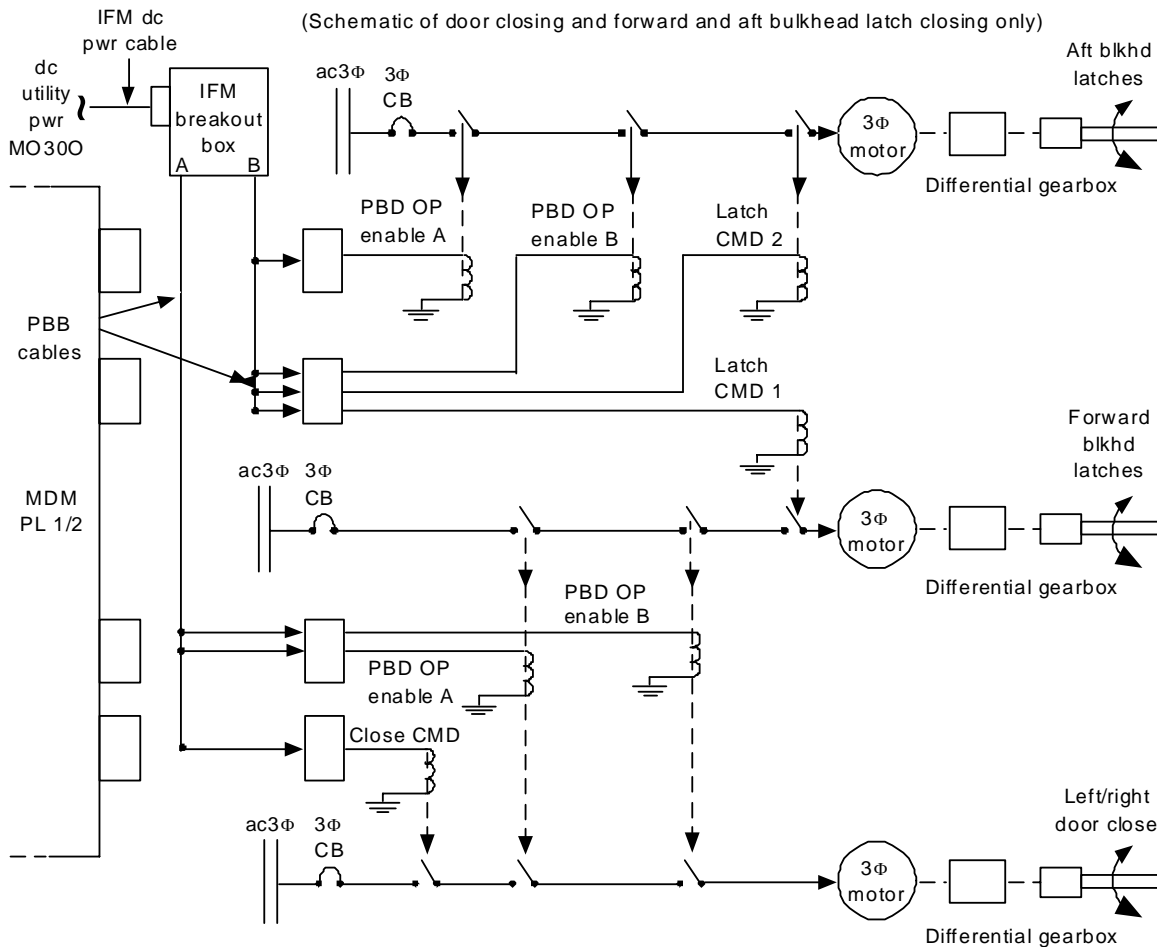 (Schematic of door closing and forward and aft bulkhead latch closing only)
IFM dc
pwr cable
dc
utility
pwr
MO30O
IFM
breakout
box
A
B
ac3Φ
3Φ
CB
3Φ
motor
Aft blkhd
latches
Differential gearbox
PBD OP
enable A
PBD OP
enable B
Latch
CMD 2
PBB
cables
Latch
CMD 1
MDM
PL 1/2
ac3Φ
3Φ
CB
3Φ
motor
Forward
blkhd
latches
Differential gearbox
PBD OP
enable B
PBD OP
enable A
Close CMD
ac3Φ
3Φ
CB
3Φ
motor
Left/right
door close
Differential gearbox